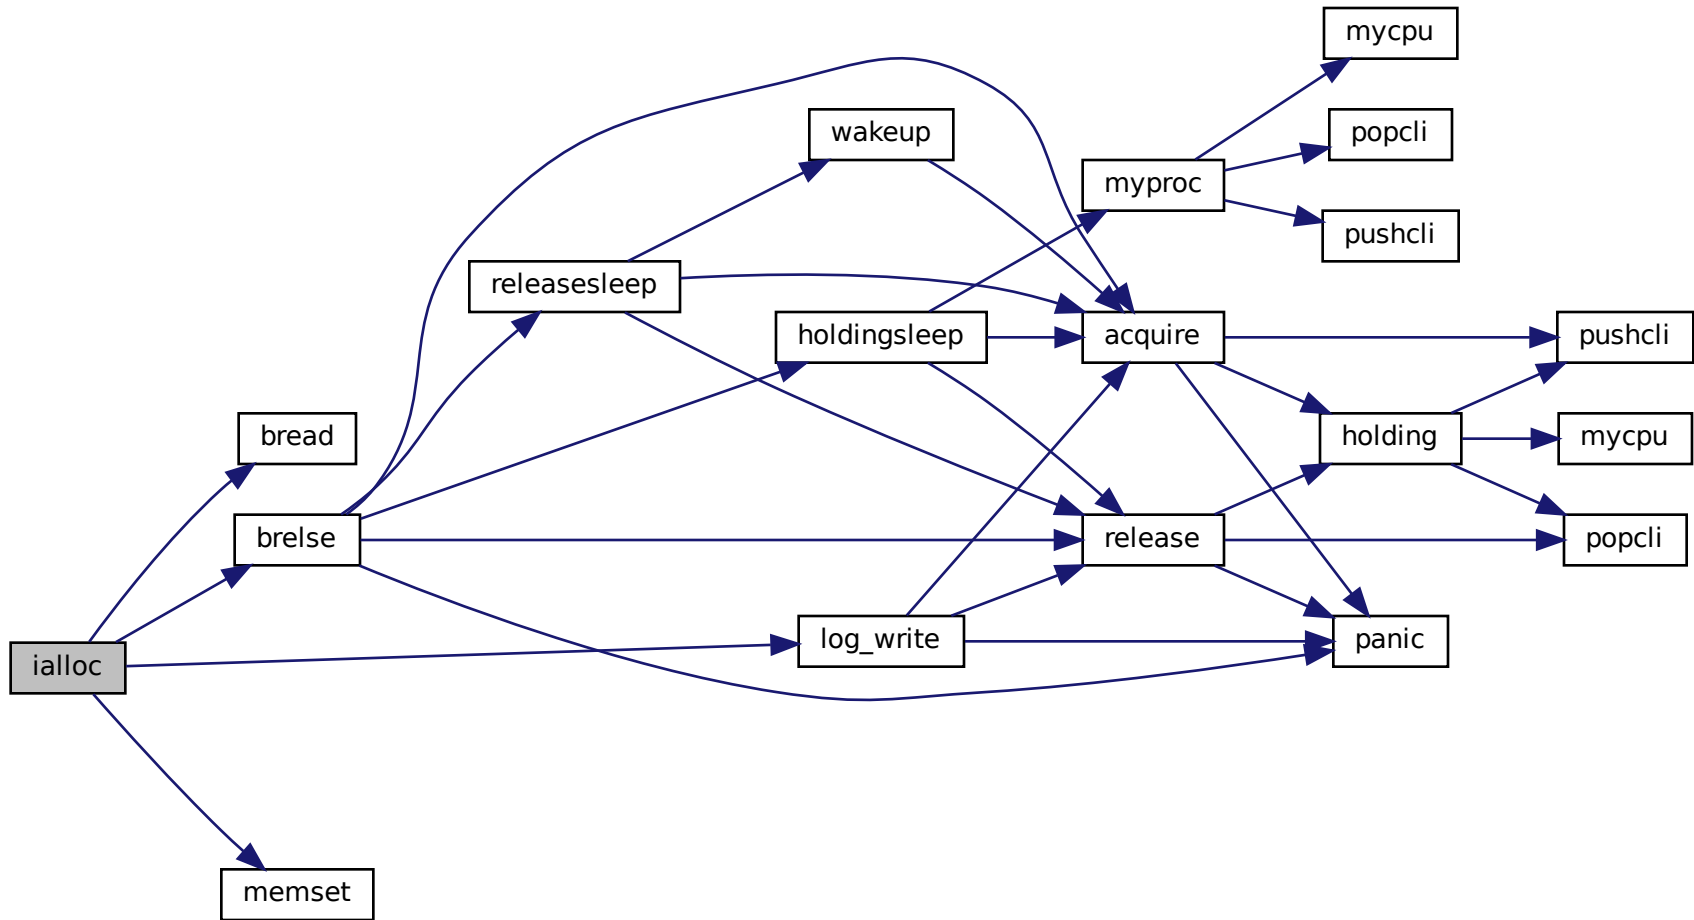 mycpu
wakeup
popcli
myproc
pushcli
releasesleep
holdingsleep
acquire
pushcli
bread
holding
mycpu
brelse
release
popcli
ialloc
log_write
panic
memset